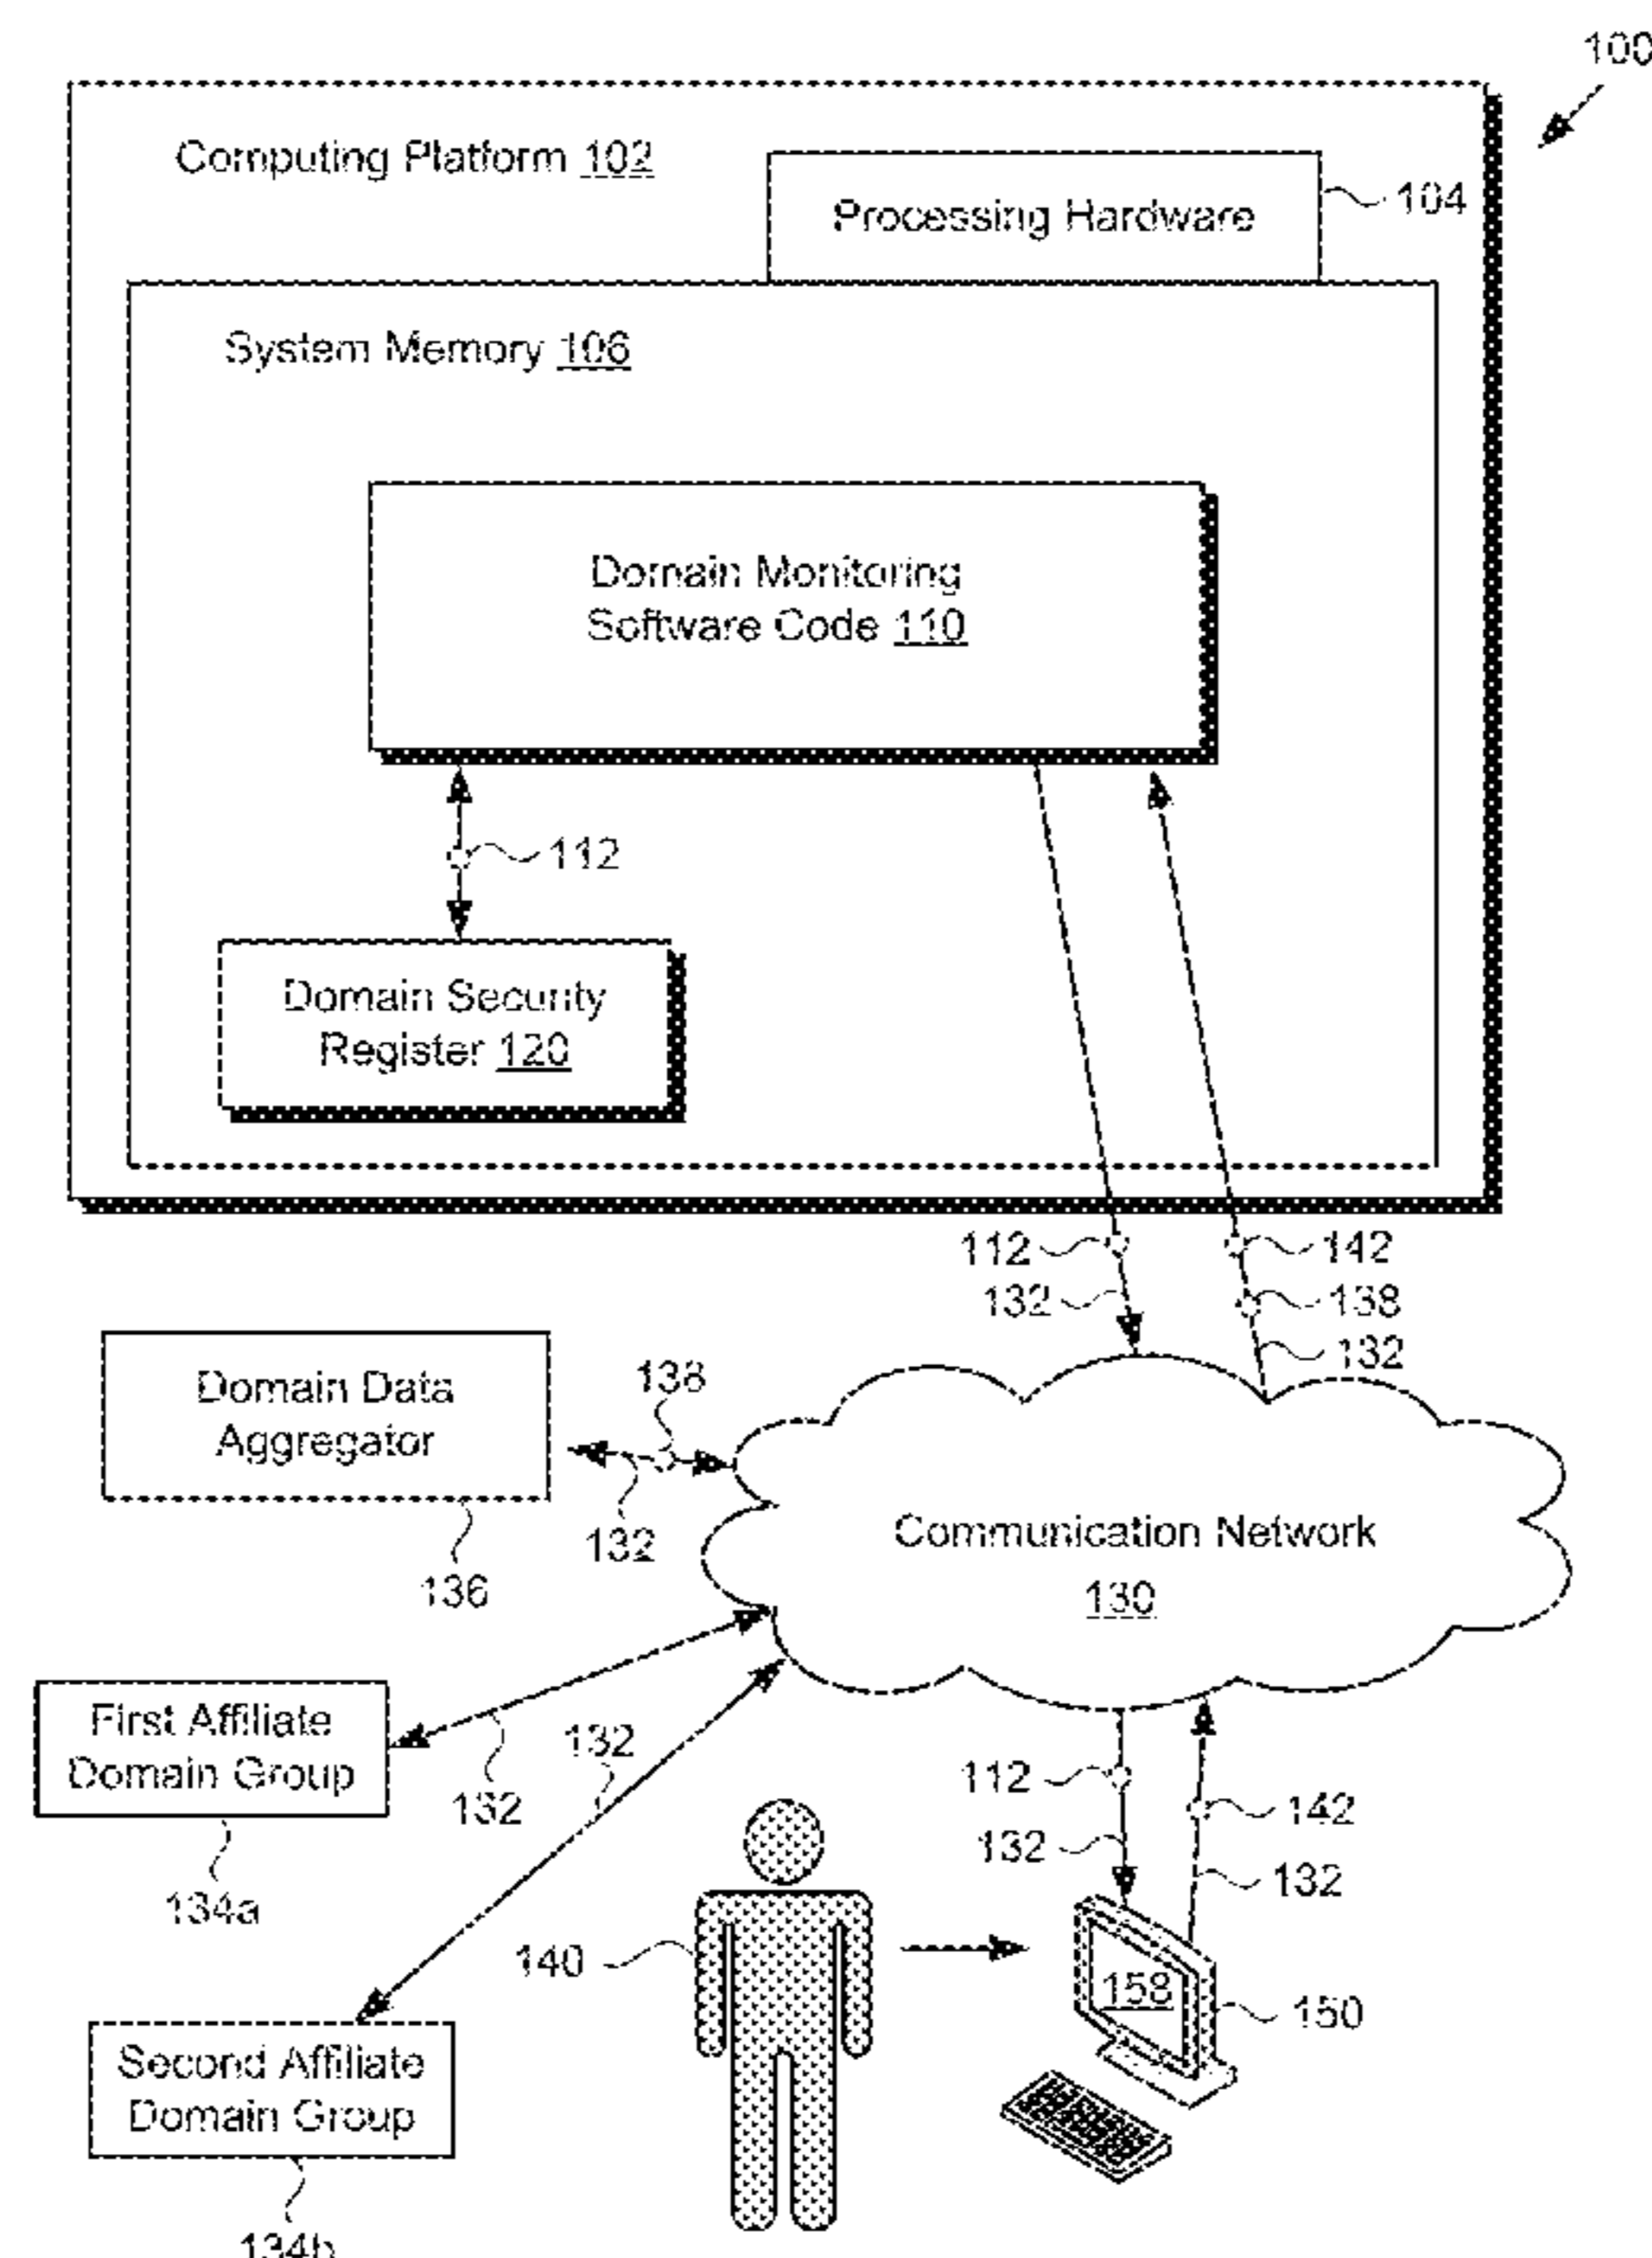 100
Computing Platform 102
Processing Hardware
104
System Memory 106
Domain Monitoring
Software Code 110
112
Domain Security
Register 120
112
142
132
138
132
Domain Data
Aggregator
138
132
136
Communication Network
130
First Affiliate
Domain Group
132
132
134a
112
142
132
132
140
158
150
Second Affiliate
Domain Group
134b